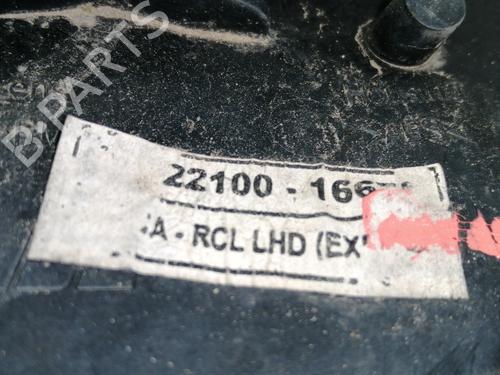 B-PARTS
22100 - 166
A - RCL LHD (EX